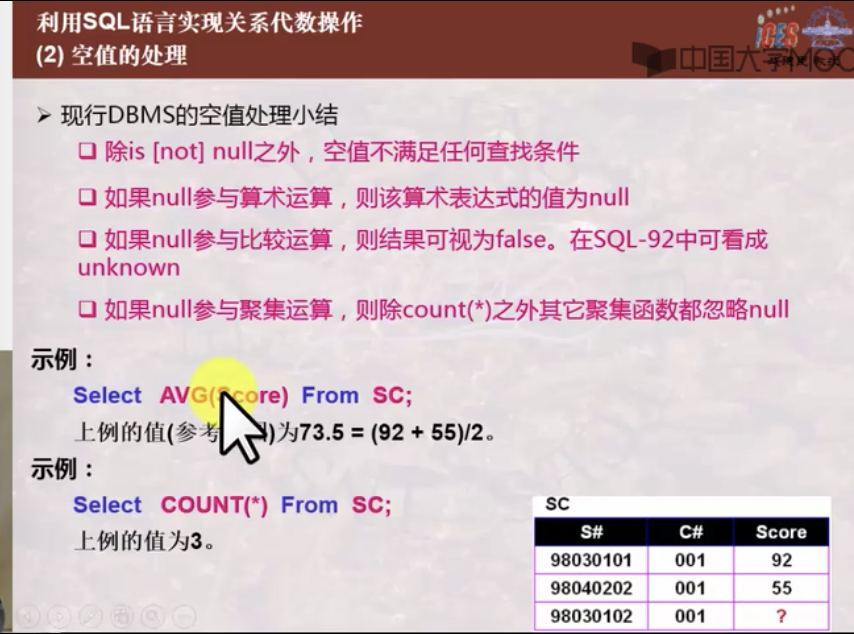 利用SQL语言实现关系代数操作
(2) 空值的处理
ICES
中国大学MOOC
➢ 现行DBMS的空值处理小结
❑ 除is [not] null之外，空值不满足任何查找条件
❑ 如果null参与算术运算，则该算术表达式的值为null
❑ 如果null参与比较运算，则结果可视为false。在SQL-92中可看成
unknown
❑ 如果null参与聚集运算，则除count(*)之外其它聚集函数都忽略null
示例：
Select AVG(Score) From SC;
上例的值(参考 )为73.5 = (92 + 55)/2。
示例：
Select COUNT(*) From SC;
上例的值为3。
SC
S# C# Score
98030101 001 92
98040202 001 55
98030102 001 ?